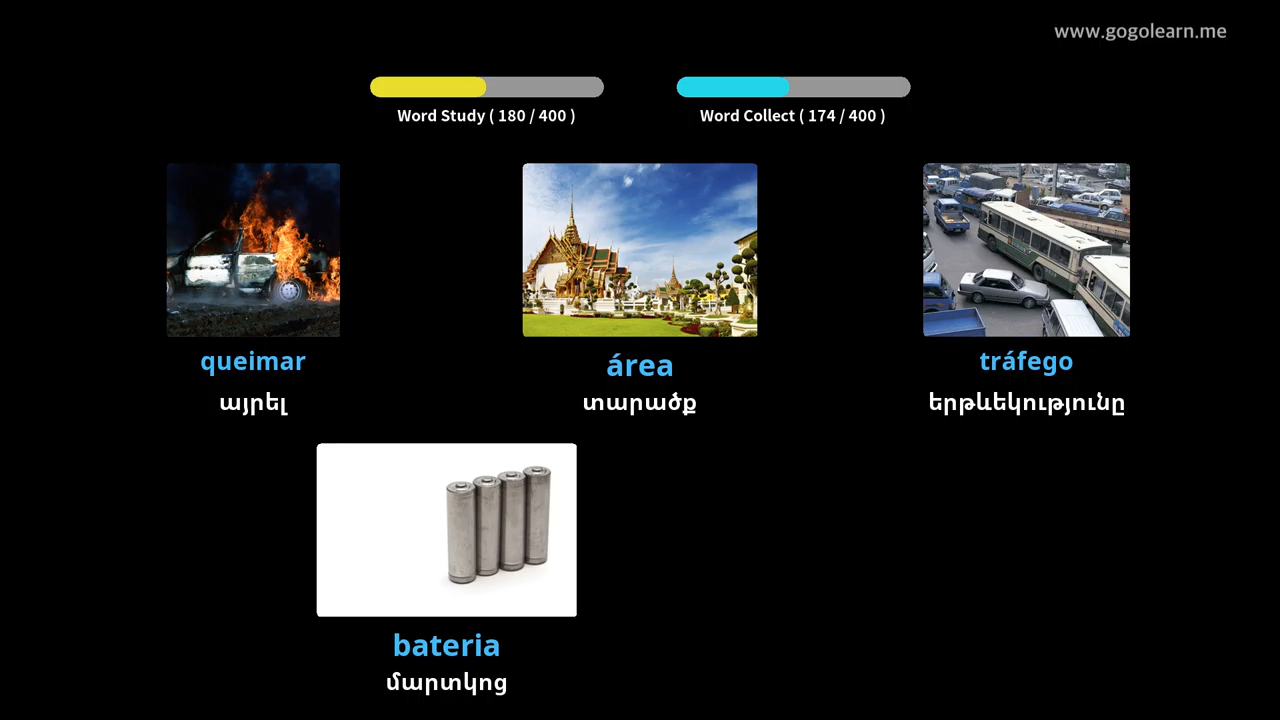 www.gogolearn.me
Word Study ( 180 / 400 )
Word Collect ( 174 / 400 )
queimar
այրել
área
տարածք
tráfego
երթևեկությունը
bateria
մարտկոց